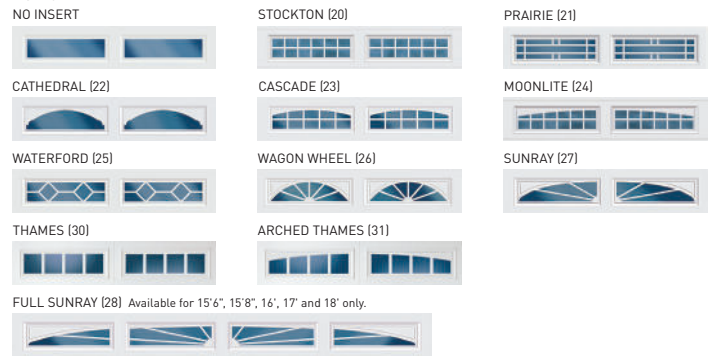 NO INSERT
STOCKTON (20)
PRAIRIE (21)
CATHEDRAL (22)
CASCADE (23)
MOONLITE (24)
WATERFORD (25)
WAGON WHEEL (26)
SUNRAY (27)
THAMES (30)
ARCHED THAMES (31)
FULL SUNRAY (28) Available for 15'6", 15'8", 16', 17' and 18' only.